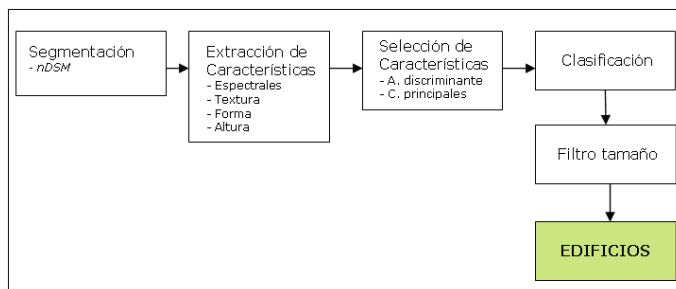 Segmentación
- nDSM
Extracción de
Características
- Espectrales
- Textura
- Forma
- Altura
Selección de
Características
- A. discriminante
- C. principales
Clasificación
Filtro tamaño
EDIFICIOS